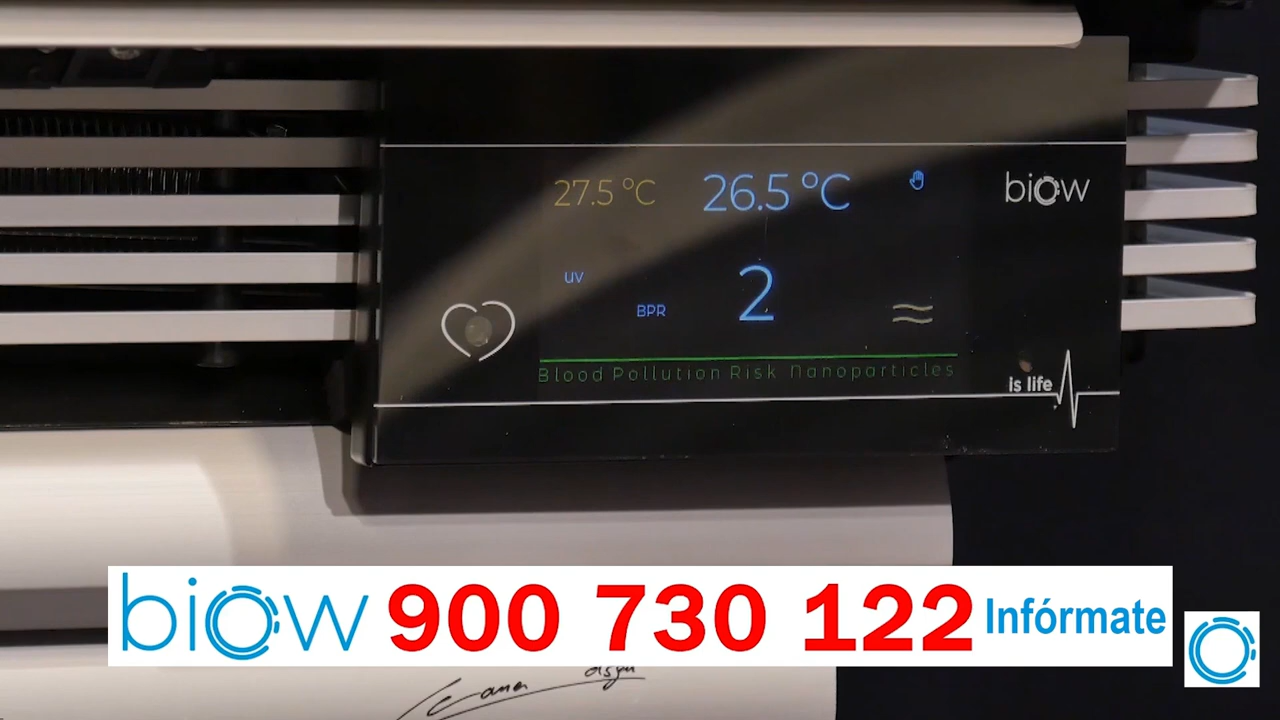 27.5 °C 26.5 °C biow
uv
BPR 2
Blood Pollution Risk Nanoparticles
is life
biow 900 730 122 Infórmate